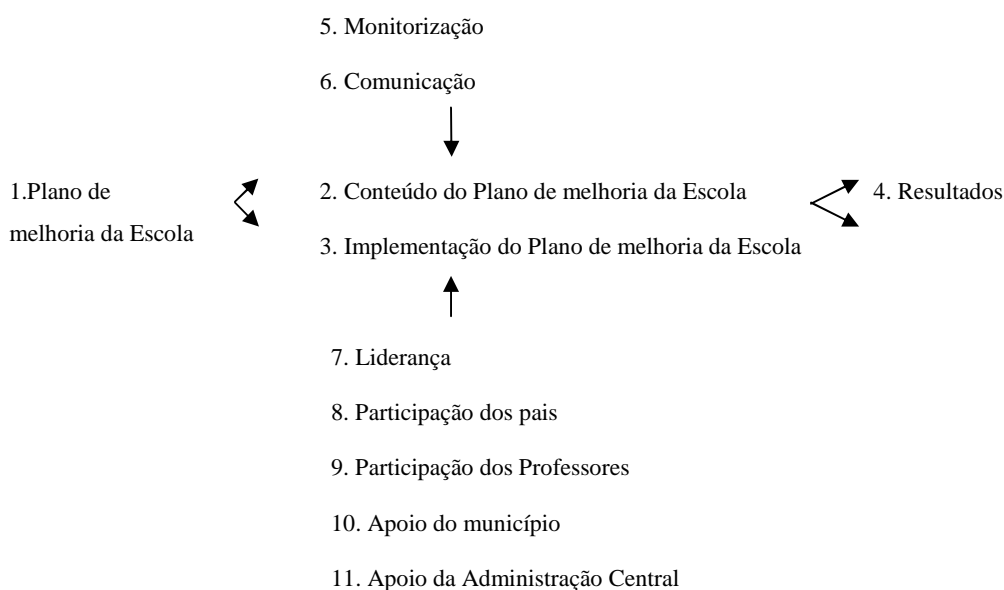 5. Monitorização
6. Comunicação
1.Plano de
melhoria da Escola
2. Conteúdo do Plano de melhoria da Escola
3. Implementação do Plano de melhoria da Escola
4. Resultados
7. Liderança
8. Participação dos pais
9. Participação dos Professores
10. Apoio do município
11. Apoio da Administração Central